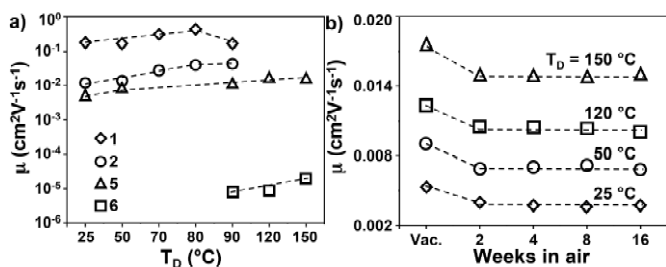 a)
μ (cm²V⁻¹s⁻¹)
10⁰
10⁻¹
10⁻²
10⁻³
10⁻⁴
10⁻⁵
10⁻⁶
1
2
5
6
25 50 70 80 90 120 150
T_D (°C)
b)
μ (cm²V⁻¹s⁻¹)
0.020
0.014
0.008
0.002
T_D = 150 °C
120 °C
50 °C
25 °C
Vac. 2 4 8 16
Weeks in air